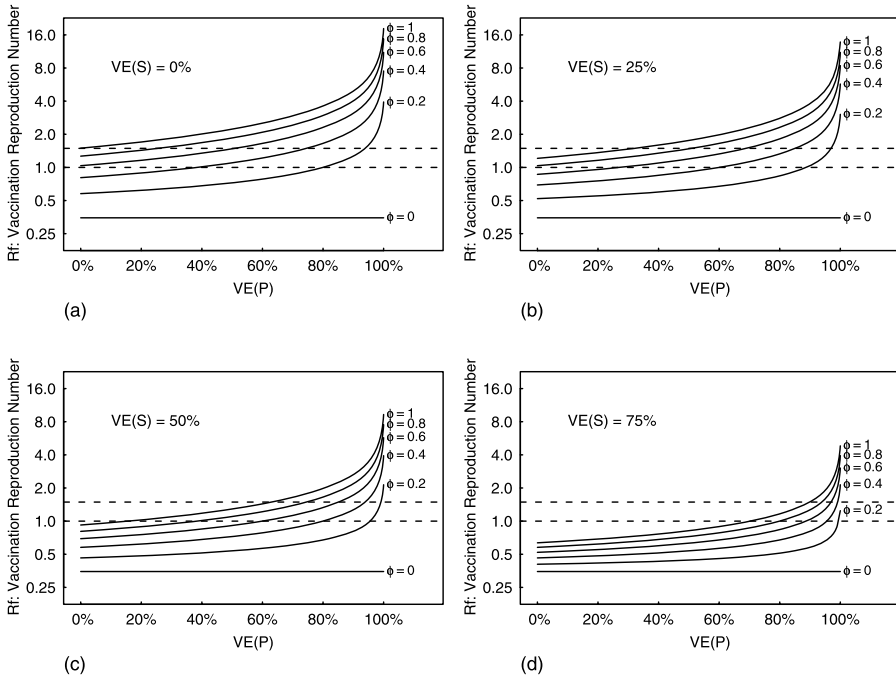 Rf: Vaccination Reproduction Number
16.0
8.0
4.0
2.0
1.0
0.5
0.25
VE(S) = 0%
ϕ = 1
ϕ = 0.8
ϕ = 0.6
ϕ = 0.4
ϕ = 0.2
ϕ = 0
0% 20% 40% 60% 80% 100%
VE(P)
(a)
Rf: Vaccination Reproduction Number
16.0
8.0
4.0
2.0
1.0
0.5
0.25
VE(S) = 25%
ϕ = 1
ϕ = 0.8
ϕ = 0.6
ϕ = 0.4
ϕ = 0.2
ϕ = 0
0% 20% 40% 60% 80% 100%
VE(P)
(b)
Rf: Vaccination Reproduction Number
16.0
8.0
4.0
2.0
1.0
0.5
0.25
VE(S) = 50%
ϕ = 1
ϕ = 0.8
ϕ = 0.6
ϕ = 0.4
ϕ = 0.2
ϕ = 0
0% 20% 40% 60% 80% 100%
VE(P)
(c)
Rf: Vaccination Reproduction Number
16.0
8.0
4.0
2.0
1.0
0.5
0.25
VE(S) = 75%
ϕ = 1
ϕ = 0.8
ϕ = 0.6
ϕ = 0.4
ϕ = 0.2
ϕ = 0
0% 20% 40% 60% 80% 100%
VE(P)
(d)